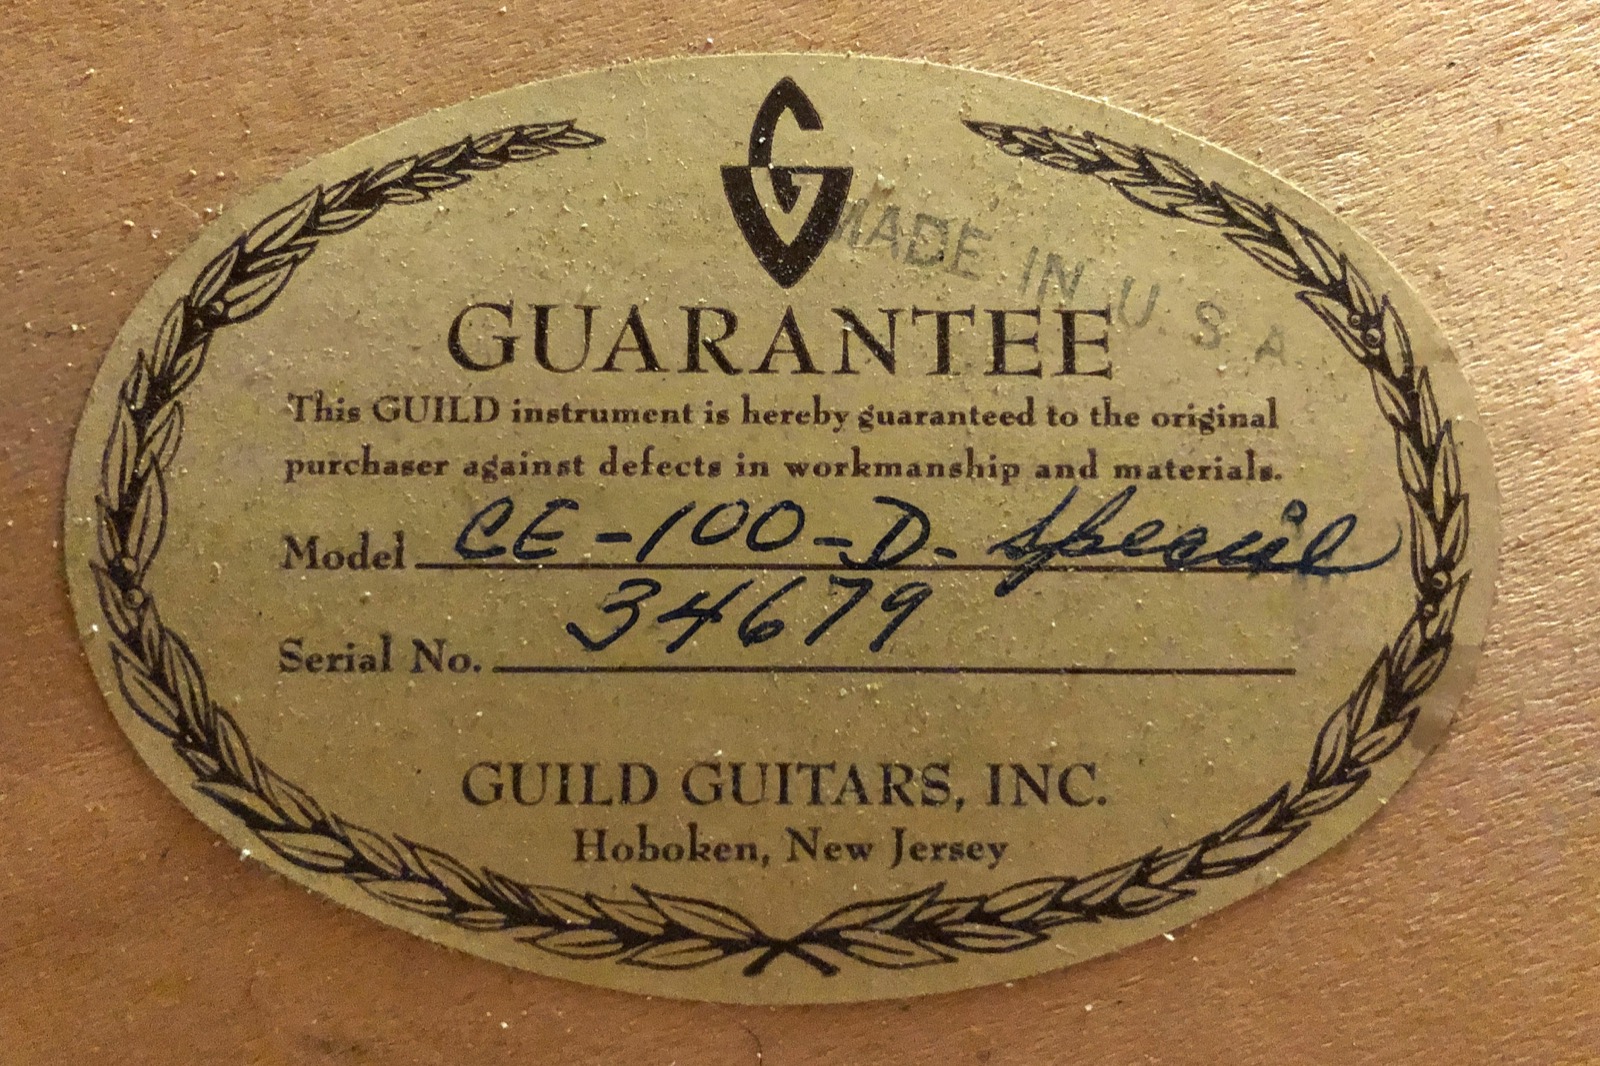 G
MADE IN U.S.A.
GUARANTEE
This GUILD instrument is hereby guaranteed to the original
purchaser against defects in workmanship and materials.
Model CE-100-D- Special
Serial No. 34679
GUILD GUITARS, INC.
Hoboken, New Jersey